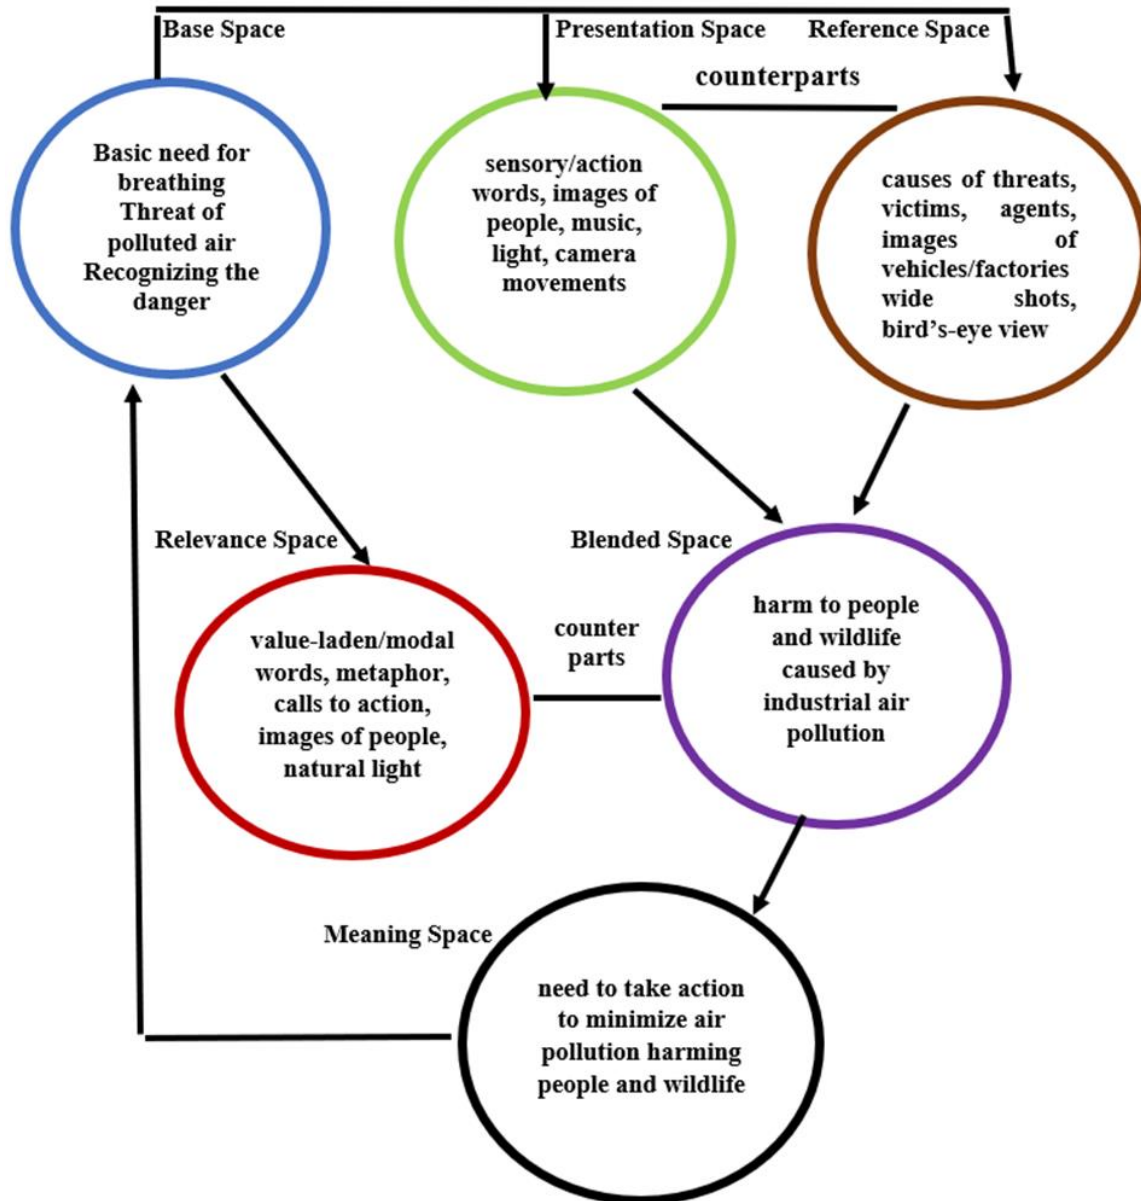 Base Space
Presentation Space
Reference Space
counterparts
Basic need for
breathing
Threat of
polluted air
Recognizing the
danger
sensory/action
words, images of
people, music,
light, camera
movements
causes of threats,
victims, agents,
images of
vehicles/factories
wide shots,
bird’s-eye view
Relevance Space
Blended Space
value-laden/modal
words, metaphor,
calls to action,
images of people,
natural light
counter
parts
harm to people
and wildlife
caused by
industrial air
pollution
Meaning Space
need to take action
to minimize air
pollution harming
people and wildlife